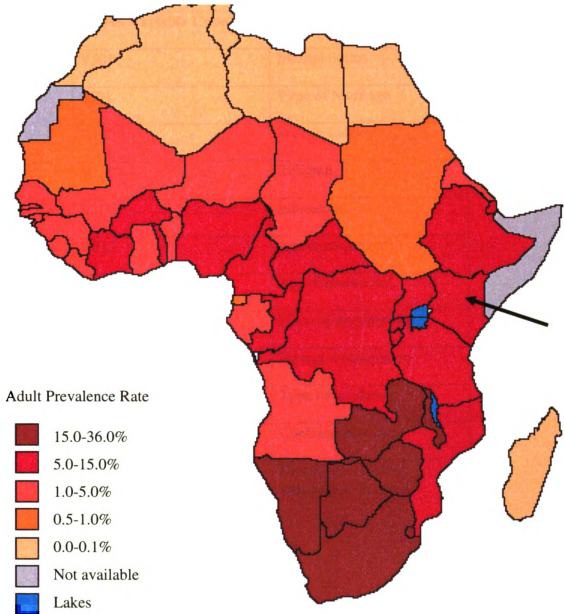 Adult Prevalence Rate
15.0-36.0%
5.0-15.0%
1.0-5.0%
0.5-1.0%
0.0-0.1%
Not available
Lakes